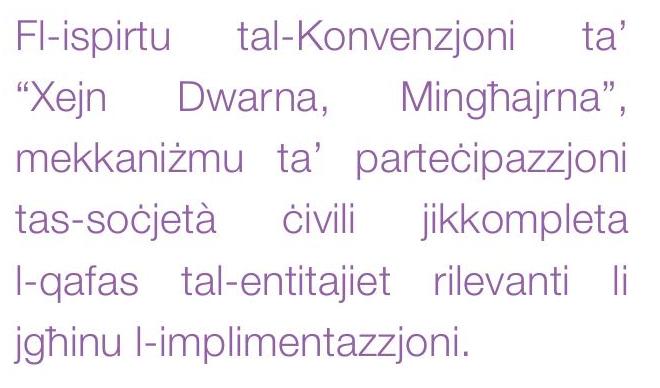 Fl-ispirtu tal-Konvenzjoni ta’
“Xejn Dwarna, Mingħajrna”,
mekkaniżmu ta’ parteċipazzjoni
tas-soċjetà ċivili jikkompleta
l-qafas tal-entitajiet rilevanti li
jgħinu l-implimentazzjoni.